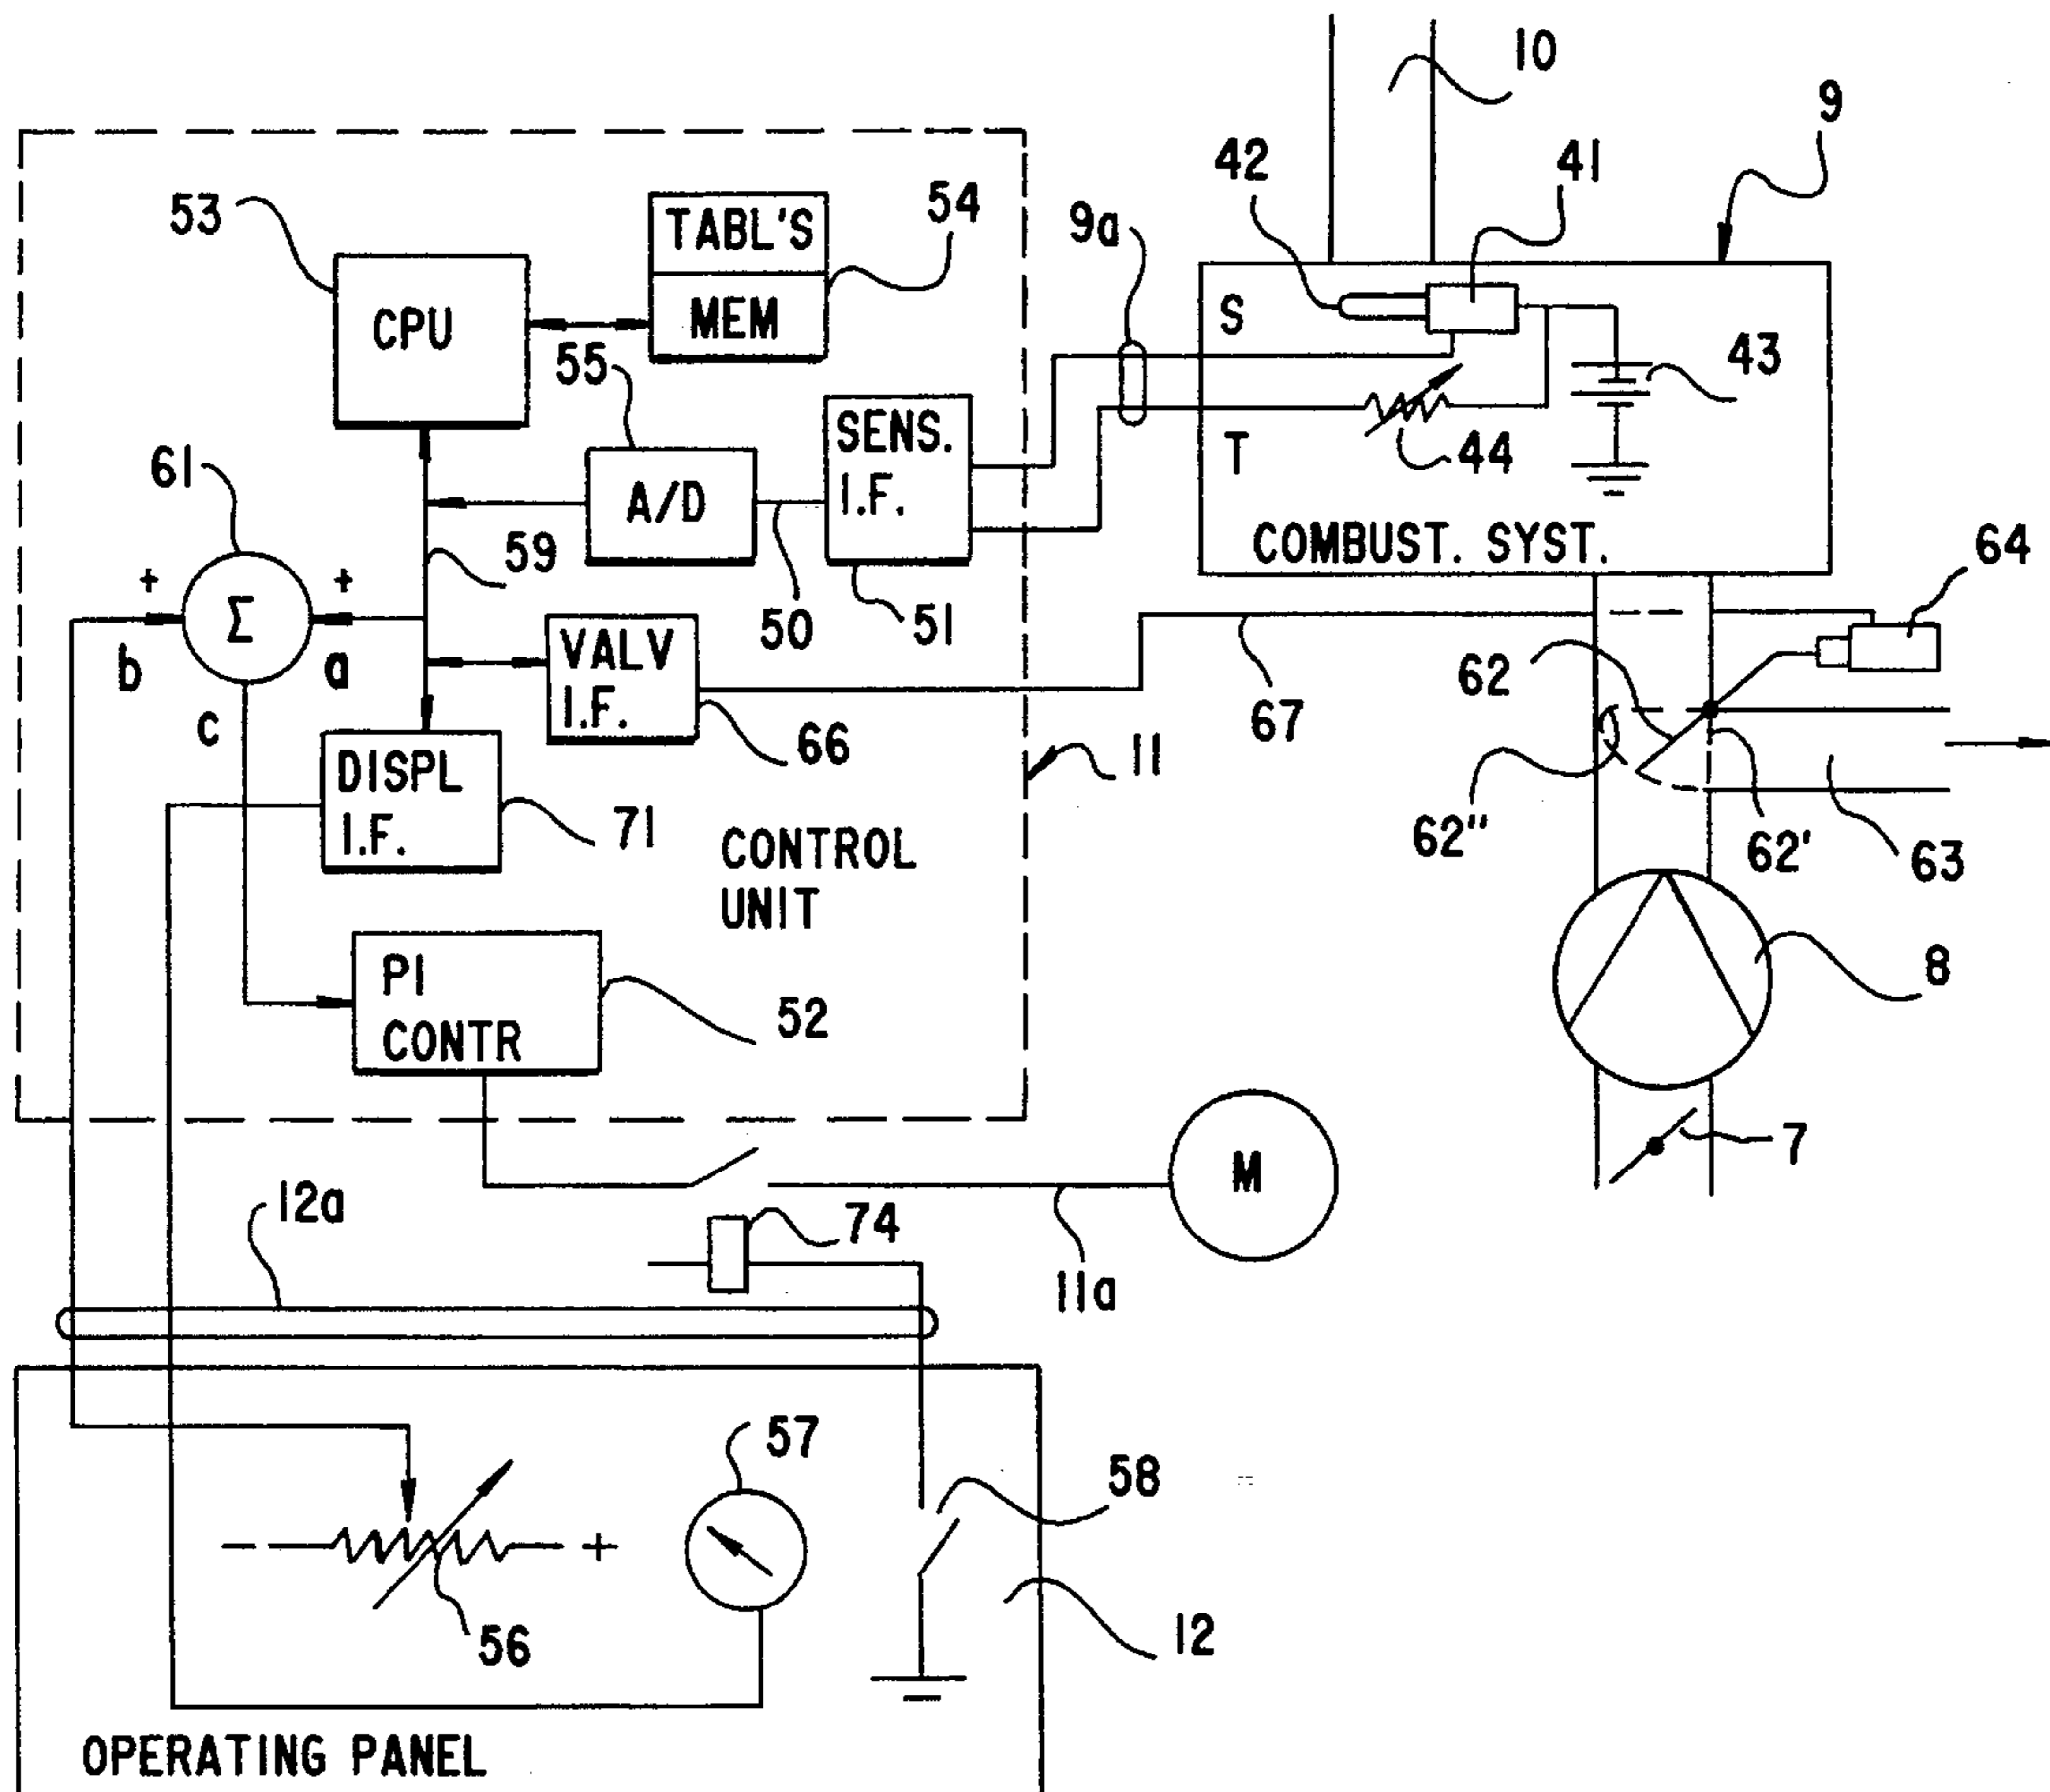 10
9
42
41
53
TABL'S
54
9a
CPU
MEM
S
43
55
SENS.
I.F.
T
44
61
A/D
COMBUST. SYST.
64
59
+
+
Σ
50
51
b
a
VALV
I.F.
62
c
66
67
11
DISPL
I.F.
71
62"
62'
63
CONTROL
UNIT
PI
CONTR
52
8
7
M
12a
74
11a
57
58
-
+
56
12
OPERATING PANEL